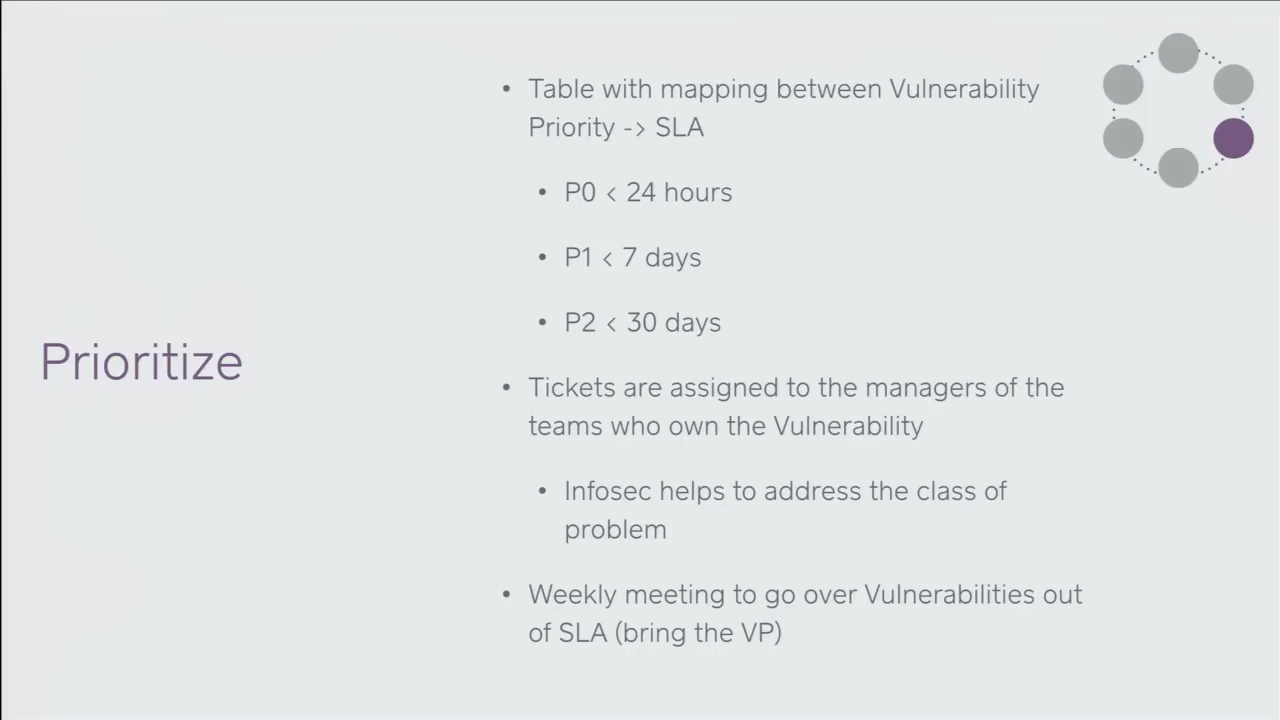 Prioritize
• Table with mapping between Vulnerability
Priority -> SLA
• P0 < 24 hours
• P1 < 7 days
• P2 < 30 days
• Tickets are assigned to the managers of the
teams who own the Vulnerability
• Infosec helps to address the class of
problem
• Weekly meeting to go over Vulnerabilities out
of SLA (bring the VP)